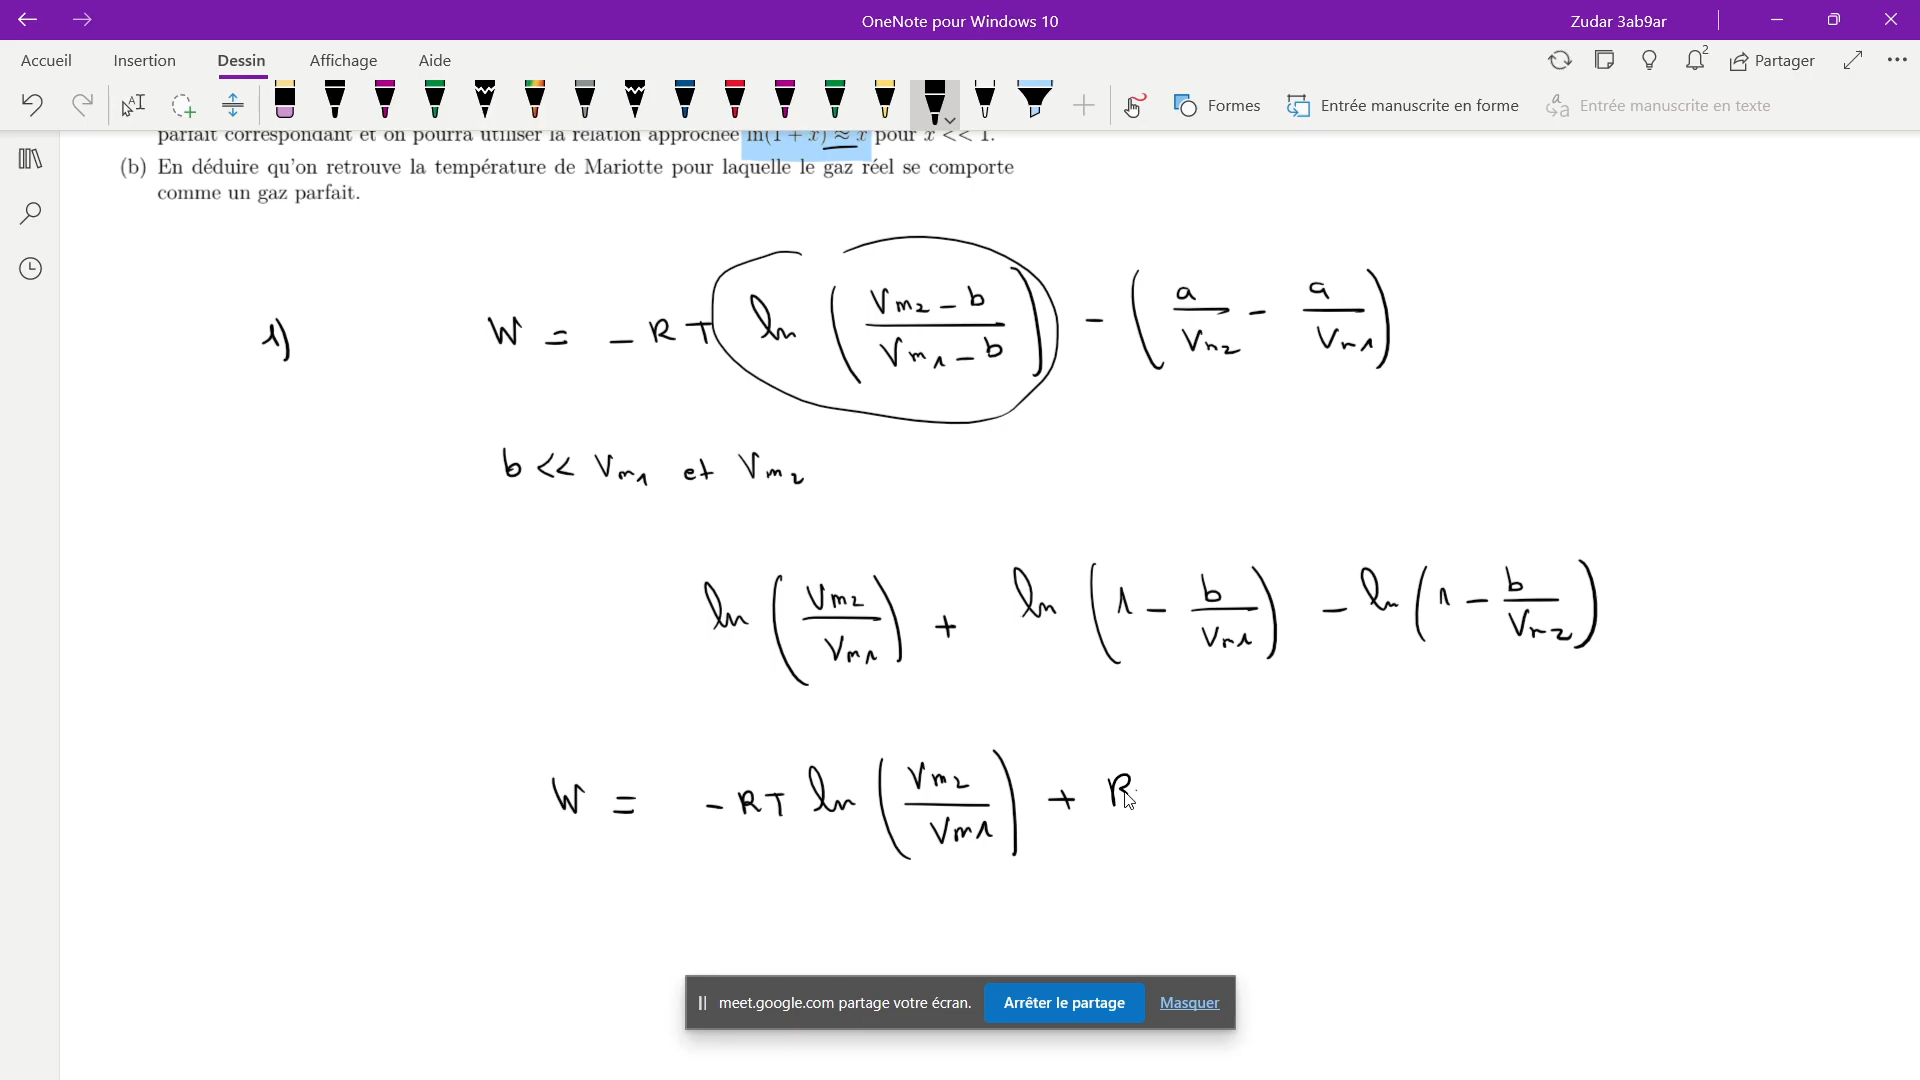 OneNote pour Windows 10
Zudar 3ab9ar
Accueil Insertion Dessin Affichage Aide
2
Partager
Formes Entrée manuscrite en forme Entrée manuscrite en texte
parfait correspondant et on pourra utiliser la relation approchée ln(1 + x) ≈ x pour x << 1.
(b) En déduire qu'on retrouve la température de Mariotte pour laquelle le gaz réel se comporte
comme un gaz parfait.
1) W = - RT ln ( (Vm2 - b) / (Vm1 - b) ) - ( a / Vm2 - a / Vm1 )
b << Vm1 et Vm2
ln ( Vm2 / Vm1 ) + ln ( 1 - b / Vm1 ) - ln ( 1 - b / Vm2 )
W = - RT ln ( Vm2 / Vm1 ) + R
meet.google.com partage votre écran. Arrêter le partage Masquer